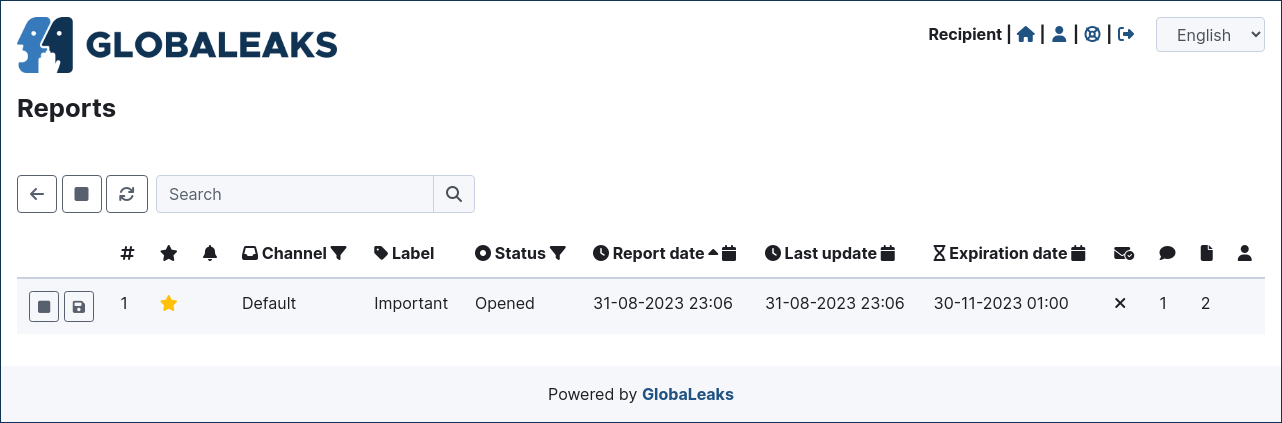 GLOBALEAKS
Recipient | | | |
English
Reports
Search
# Channel Label Status Report date Last update Expiration date
1 Default Important Opened 31-08-2023 23:06 31-08-2023 23:06 30-11-2023 01:00 1 2
Powered by GlobaLeaks